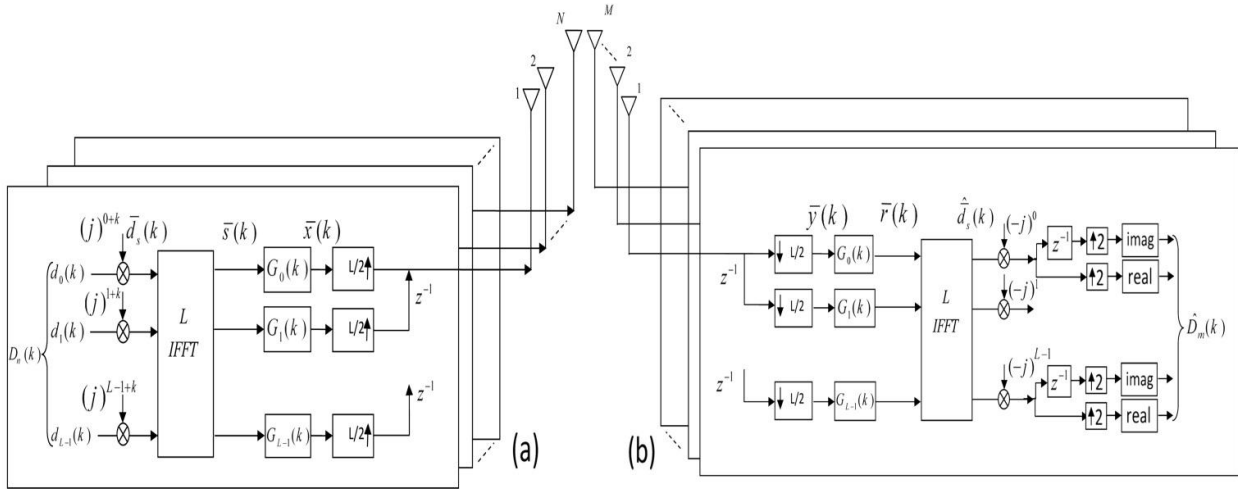 N M
2 2
1 1
(j)^{0+k} \bar{d}_s(k) \bar{s}(k) \bar{x}(k)
d_0(k) G_0(k) L/2
(j)^{1+k} z^{-1}
d_1(k) L IFFT G_1(k) L/2
D_n(k)
(j)^{L-1+k} z^{-1}
d_{L-1}(k) G_{L-1}(k) L/2
(a)
\bar{y}(k) \bar{r}(k) \hat{\bar{d}}_s(k) (-j)^0
L/2 G_0(k) z^{-1} 2 imag
z^{-1} 2 real
L/2 G_1(k) (-j)^1
L IFFT \hat{D}_m(k)
z^{-1} (-j)^{L-1} z^{-1} 2 imag
L/2 G_{L-1}(k) 2 real
(b)